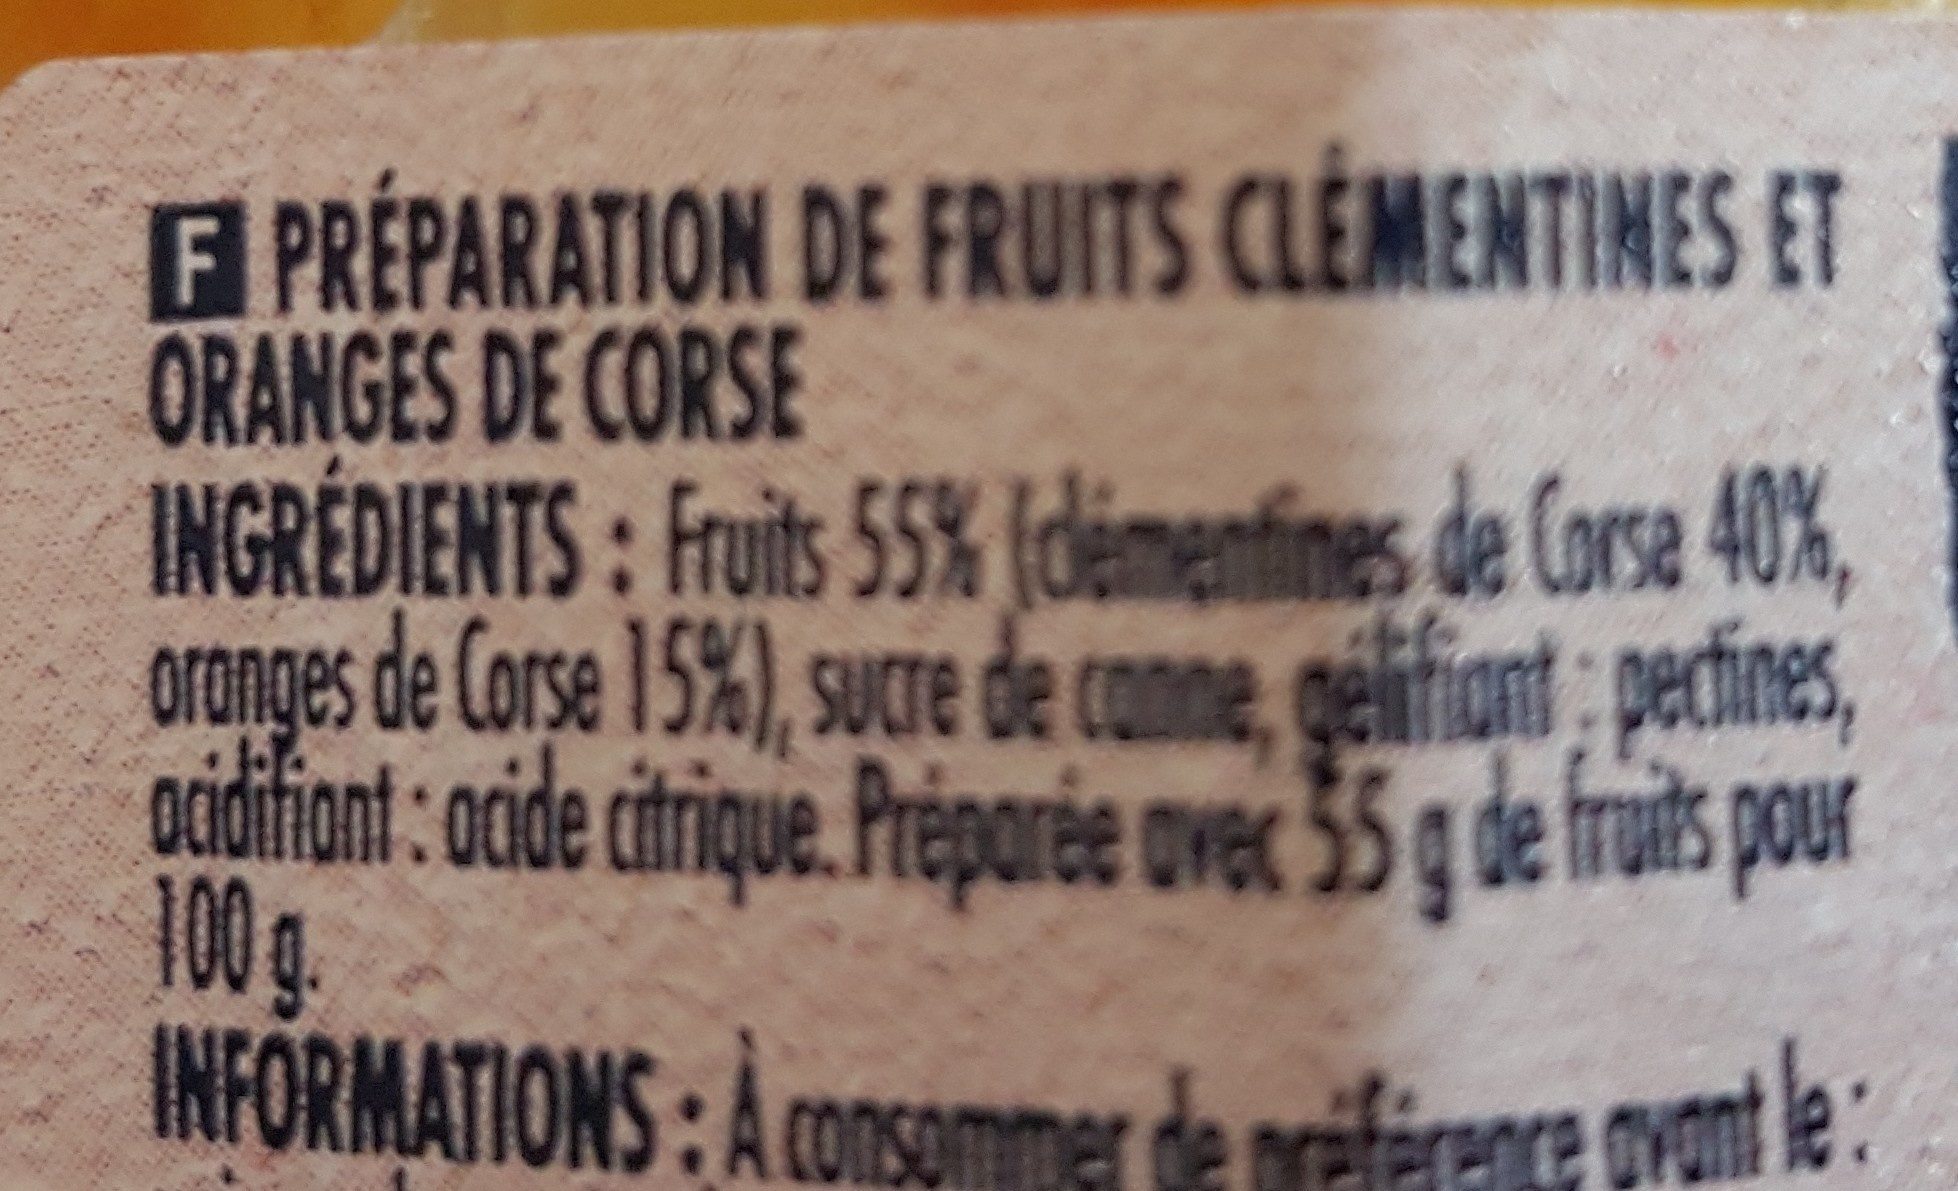 F PRÉPARATION DE FRUITS CLÉMENTINES ET
ORANGES DE CORSE
INGRÉDIENTS : Fruits 55% (clémentines de Corse 40%,
oranges de Corse 15%), sucre de canne, gélifiant : pectines,
acidifiant : acide citrique. Préparée avec 55 g de fruits pour
100 g.
INFORMATIONS : À consommer de préférence avant le :